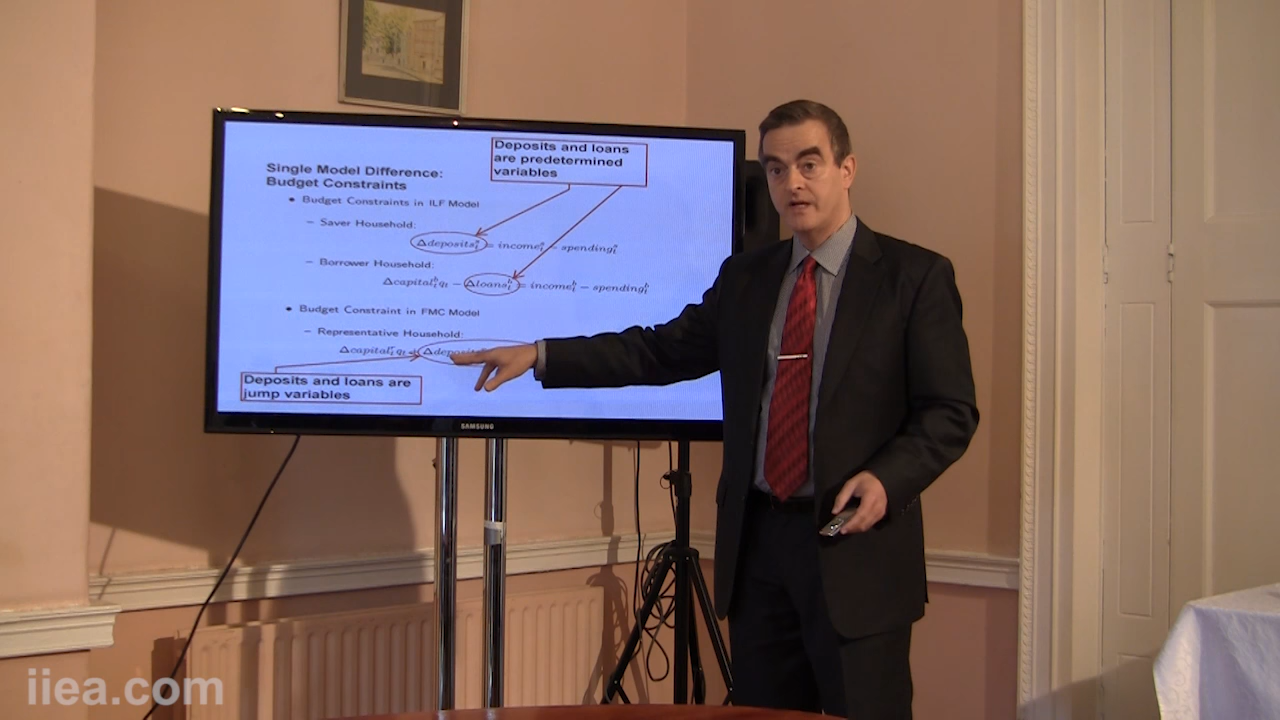 Deposits and loans
are predetermined
variables
Single Model Difference:
Budget Constraints
• Budget Constraints in ILF Model
– Saver Household:
Δdeposits = income – spending
– Borrower Household:
Δcapital q – Δloans = income – spending
• Budget Constraint in FMC Model
– Representative Household:
Δcapital q
Deposits and loans are
jump variables
SAMSUNG
iiea.com